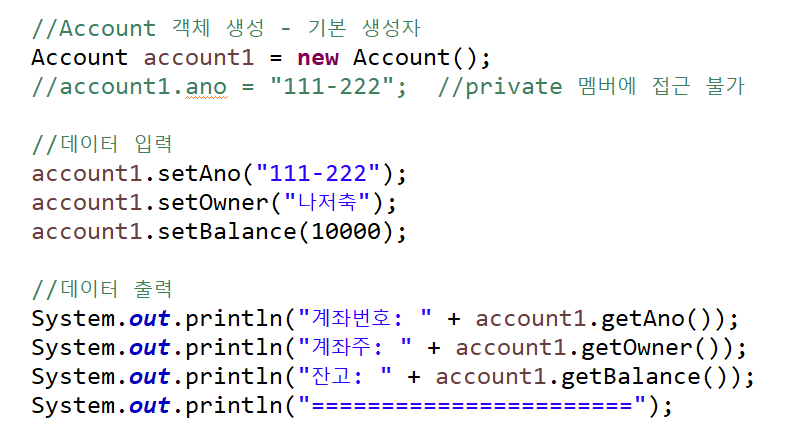 //Account 객체 생성 - 기본 생성자
Account account1 = new Account();
//account1.ano = "111-222";  //private 멤버에 접근 불가
//데이터 입력
account1.setAno("111-222");
account1.setOwner("나저축");
account1.setBalance(10000);
//데이터 출력
System.out.println("계좌번호: " + account1.getAno());
System.out.println("계좌주: " + account1.getOwner());
System.out.println("잔고: " + account1.getBalance());
System.out.println("=======================");